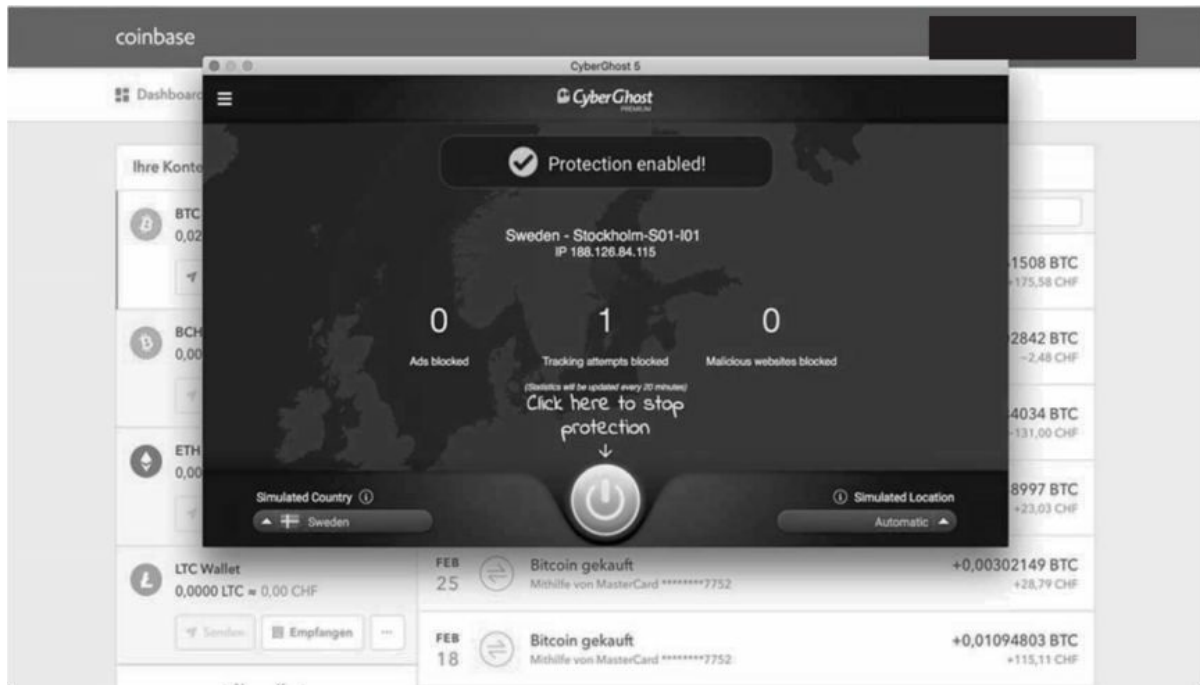 coinbase
CyberGhost 5
Dashboard
CyberGhost
PREMIUM
Protection enabled!
Ihre Konte
BTC
0,02
Sweden - Stockholm-S01-I01
IP 188.126.84.115
1508 BTC
+175,58 CHF
BCH
0,00
0
1
0
Ads blocked
Tracking attempts blocked
Malicious websites blocked
2842 BTC
−2,48 CHF
(Statistics will be updated every 20 minutes)
Click here to stop
protection
4034 BTC
-131,00 CHF
ETH
0,00
Simulated Country
Sweden
Simulated Location
Automatic
8997 BTC
+23,03 CHF
LTC Wallet
0,0000 LTC ≈ 0,00 CHF
Senden
Empfangen
...
FEB
25
Bitcoin gekauft
Mithilfe von MasterCard ********7752
+0,00302149 BTC
+28,79 CHF
FEB
18
Bitcoin gekauft
Mithilfe von MasterCard ********7752
+0,01094803 BTC
+115,11 CHF